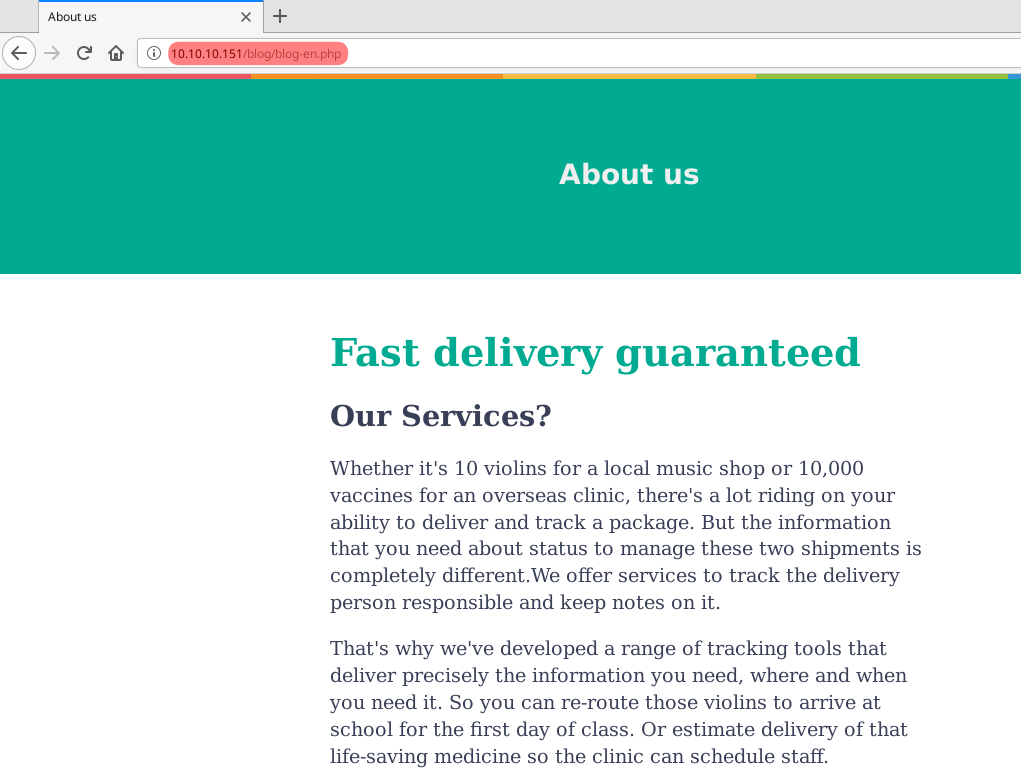 About us
10.10.10.151/blog/blog-en.php
About us
Fast delivery guaranteed
Our Services?
Whether it's 10 violins for a local music shop or 10,000
vaccines for an overseas clinic, there's a lot riding on your
ability to deliver and track a package. But the information
that you need about status to manage these two shipments is
completely different.We offer services to track the delivery
person responsible and keep notes on it.
That's why we've developed a range of tracking tools that
deliver precisely the information you need, where and when
you need it. So you can re-route those violins to arrive at
school for the first day of class. Or estimate delivery of that
life-saving medicine so the clinic can schedule staff.